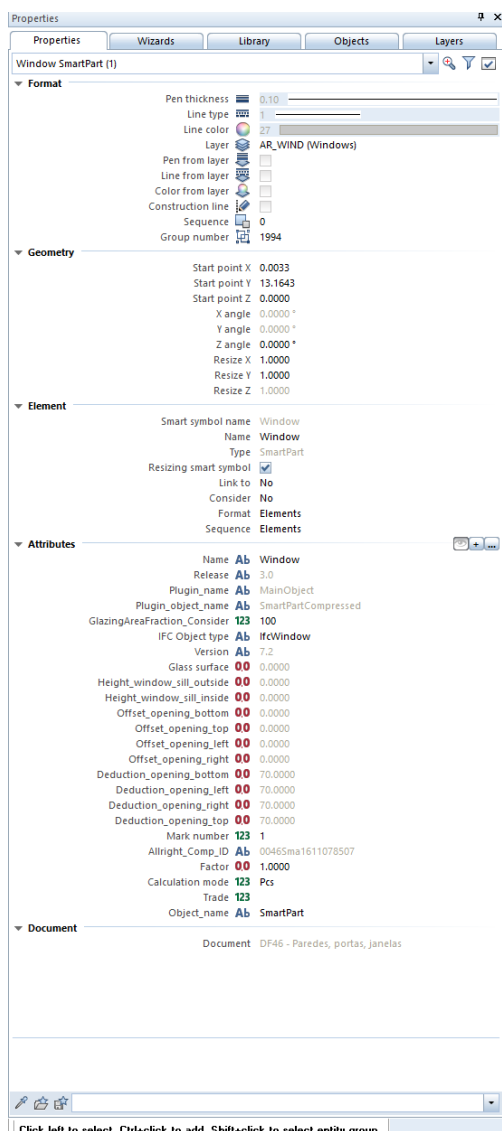 Properties
Properties Wizards Library Objects Layers
Window SmartPart (1)
Format
Pen thickness 0.10
Line type 1
Line color 27
Layer AR_WIND (Windows)
Pen from layer
Line from layer
Color from layer
Construction line
Sequence 0
Group number 1994
Geometry
Start point X 0.0033
Start point Y 13.1643
Start point Z 0.0000
X angle 0.0000 °
Y angle 0.0000 °
Z angle 0.0000 °
Resize X 1.0000
Resize Y 1.0000
Resize Z 1.0000
Element
Smart symbol name Window
Name Window
Type SmartPart
Resizing smart symbol
Link to No
Consider No
Format Elements
Sequence Elements
Attributes + ...
Name Ab Window
Release Ab 3.0
Plugin_name Ab MainObject
Plugin_object_name Ab SmartPartCompressed
GlazingAreaFraction_Consider 123 100
IFC Object type Ab IfcWindow
Version Ab 7.2
Glass surface 0,0 0.0000
Height_window_sill_outside 0,0 0.0000
Height_window_sill_inside 0,0 0.0000
Offset_opening_bottom 0,0 0.0000
Offset_opening_top 0,0 0.0000
Offset_opening_left 0,0 0.0000
Offset_opening_right 0,0 0.0000
Deduction_opening_bottom 0,0 70.0000
Deduction_opening_left 0,0 70.0000
Deduction_opening_right 0,0 70.0000
Deduction_opening_top 0,0 70.0000
Mark number 123 1
Allright_Comp_ID Ab 0046Sma1611078507
Factor 0,0 1.0000
Calculation mode 123 Pcs
Trade 123
Object_name Ab SmartPart
Document
Document DF46 - Paredes, portas, janelas
Click left to select, Ctrl+click to add, Shift+click to select entity group